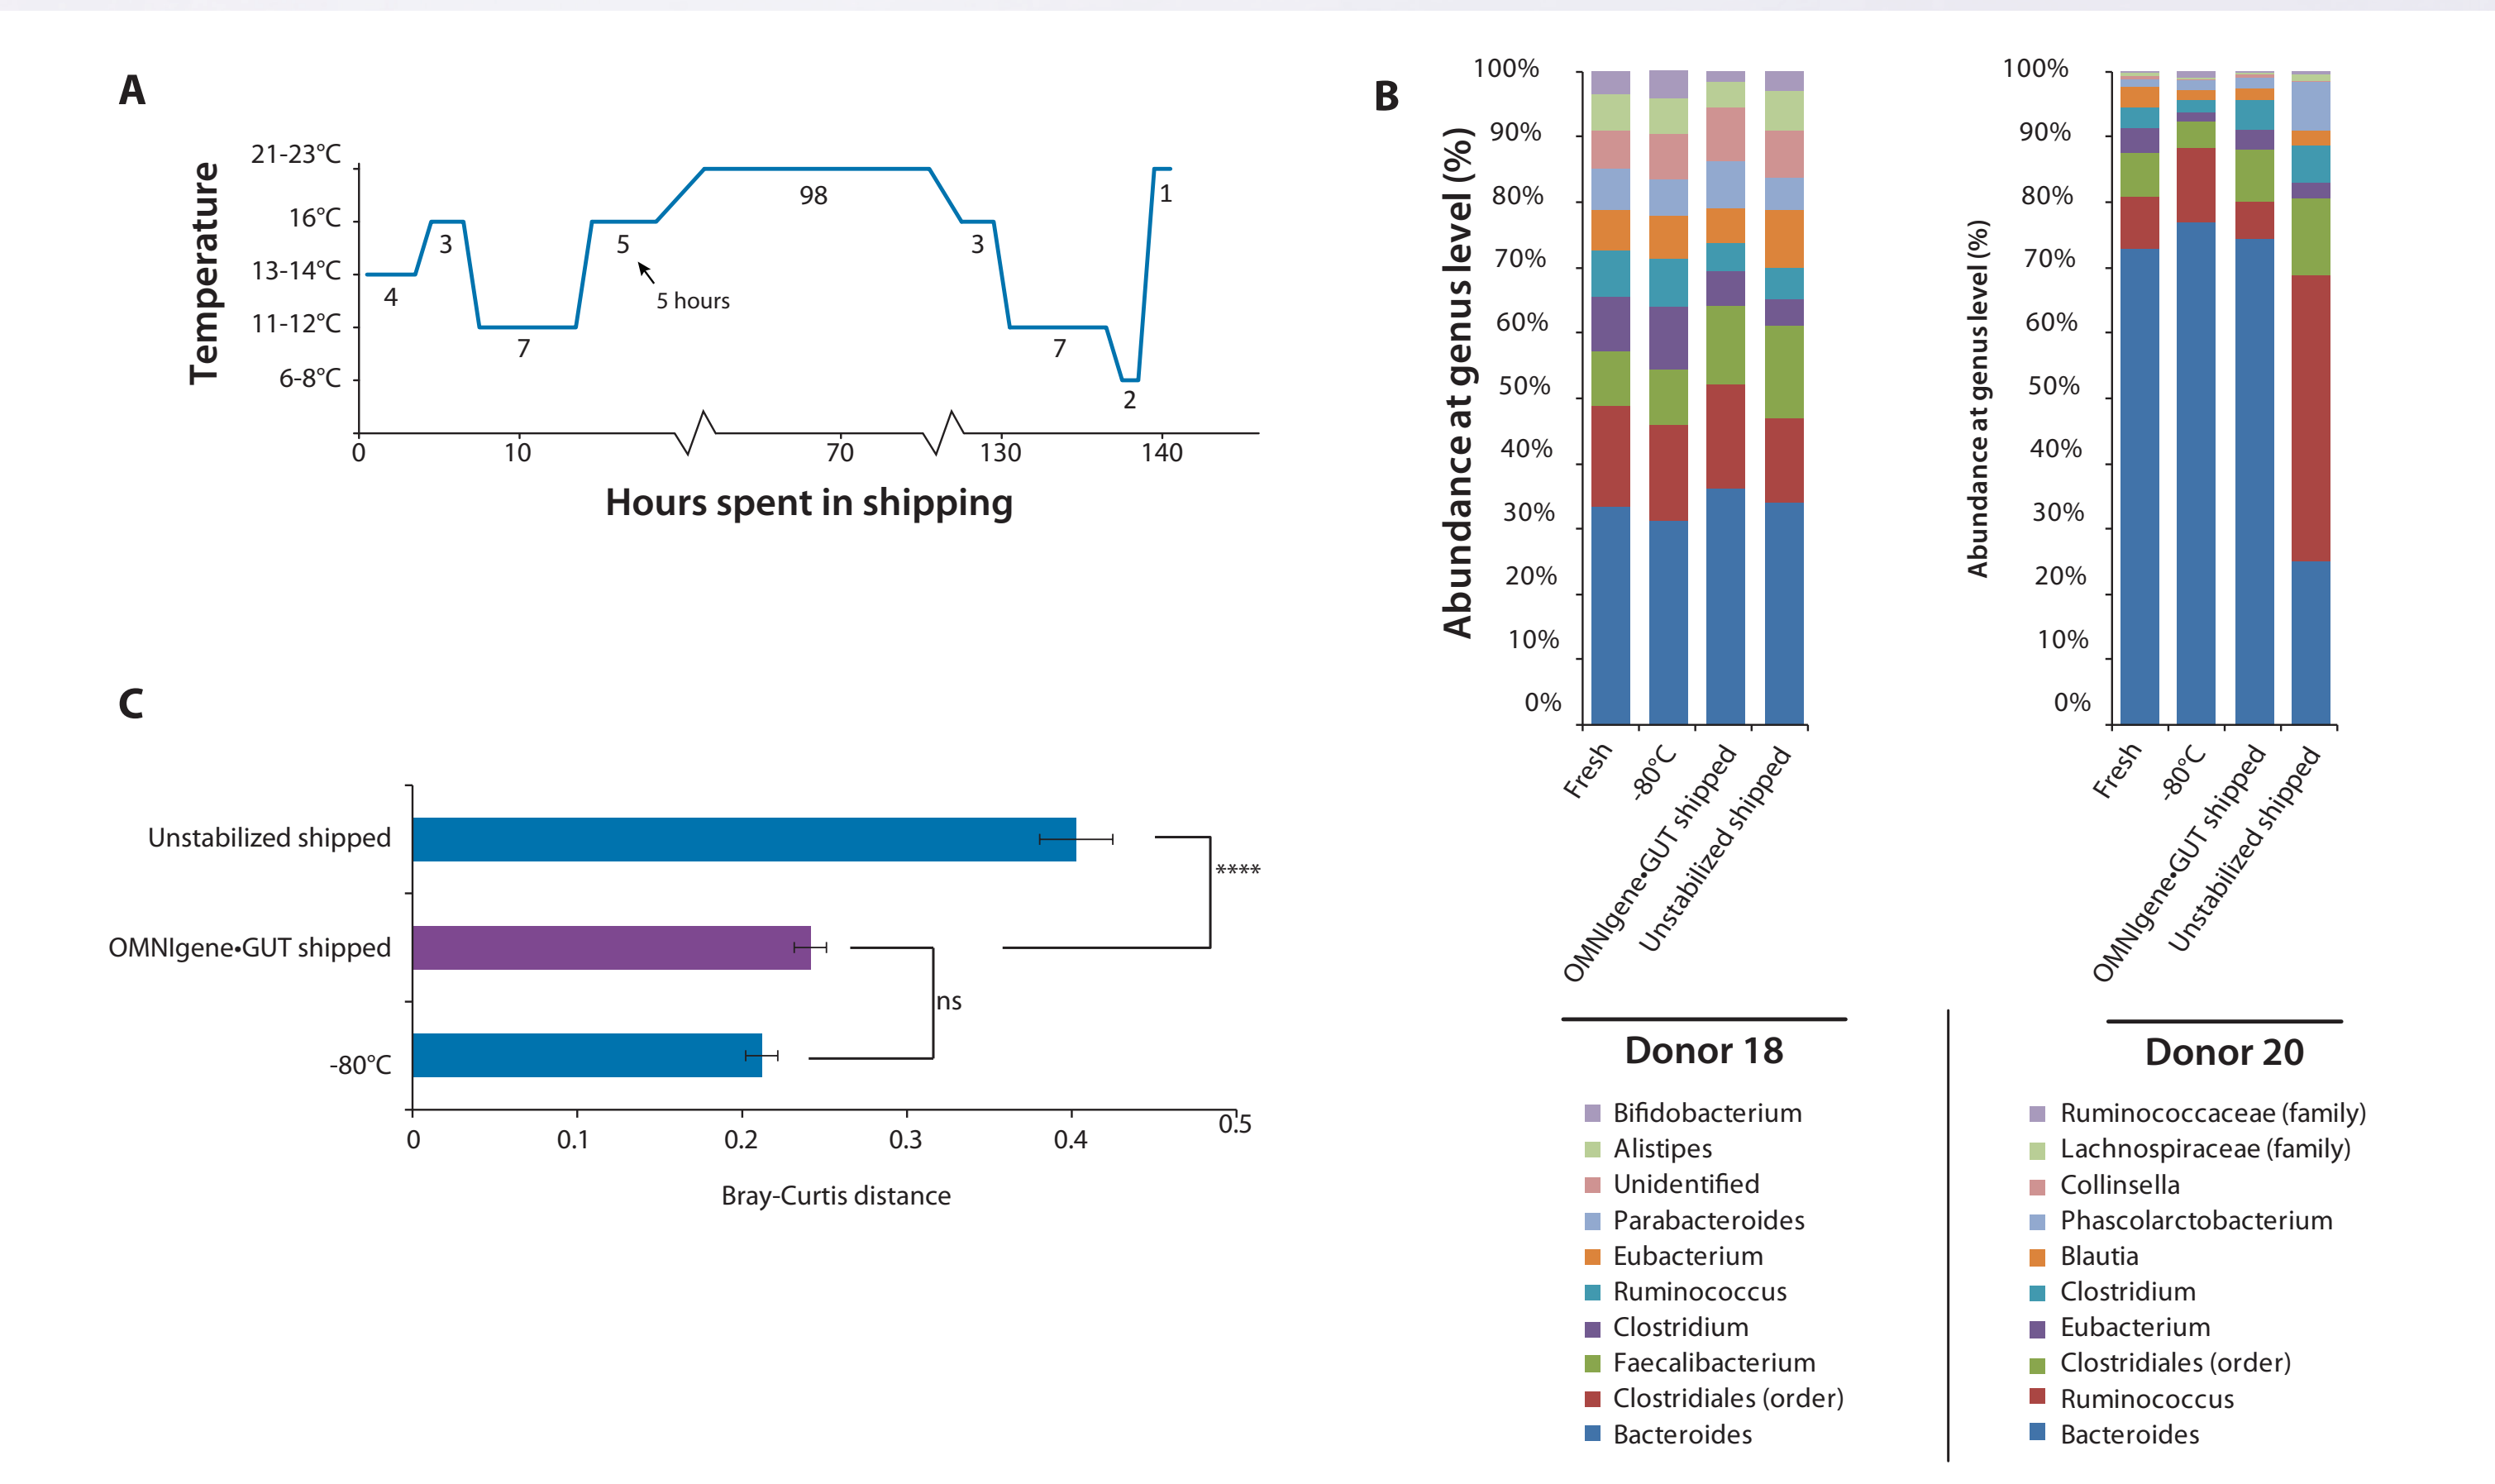 A
Temperature
21-23°C
16°C
13-14°C
11-12°C
6-8°C
4
3
7
5
5 hours
98
3
7
2
1
0
10
70
130
140
Hours spent in shipping
B
Abundance at genus level (%)
100%
90%
80%
70%
60%
50%
40%
30%
20%
10%
0%
Fresh
-80°C
OMNIgene•GUT shipped
Unstabilized shipped
Donor 18
Bifidobacterium
Alistipes
Unidentified
Parabacteroides
Eubacterium
Ruminococcus
Clostridium
Faecalibacterium
Clostridiales (order)
Bacteroides
Abundance at genus level (%)
100%
90%
80%
70%
60%
50%
40%
30%
20%
10%
0%
Fresh
-80°C
OMNIgene•GUT shipped
Unstabilized shipped
Donor 20
Ruminococcaceae (family)
Lachnospiraceae (family)
Collinsella
Phascolarctobacterium
Blautia
Clostridium
Eubacterium
Clostridiales (order)
Ruminococcus
Bacteroides
C
Unstabilized shipped
OMNIgene•GUT shipped
-80°C
****
ns
0
0.1
0.2
0.3
0.4
0.5
Bray-Curtis distance